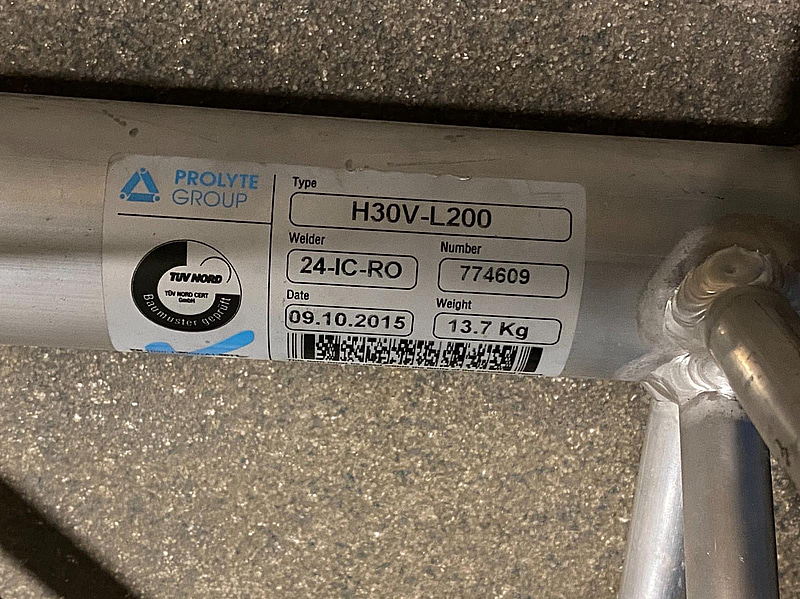 PROLYTE
GROUP
TÜV NORD
TÜV NORD CERT
GmbH
Baumuster geprüft
Type
H30V-L200
Welder
24-IC-RO
Number
774609
Date
09.10.2015
Weight
13.7 Kg